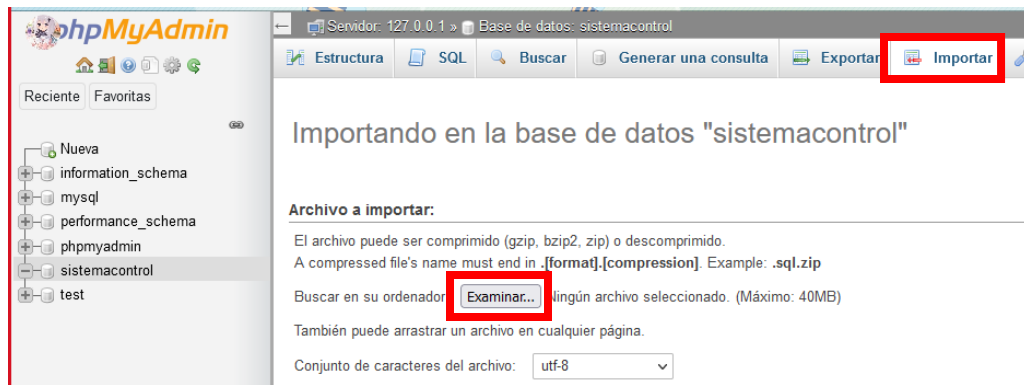 phpMyAdmin
Reciente Favoritas
Nueva
information_schema
mysql
performance_schema
phpmyadmin
sistemacontrol
test
Servidor: 127.0.0.1 » Base de datos: sistemacontrol
Estructura SQL Buscar Generar una consulta Exportar Importar
Importando en la base de datos "sistemacontrol"
Archivo a importar:
El archivo puede ser comprimido (gzip, bzip2, zip) o descomprimido.
A compressed file's name must end in .[format].[compression]. Example: .sql.zip
Buscar en su ordenador Examinar... Ningún archivo seleccionado. (Máximo: 40MB)
También puede arrastrar un archivo en cualquier página.
Conjunto de caracteres del archivo: utf-8